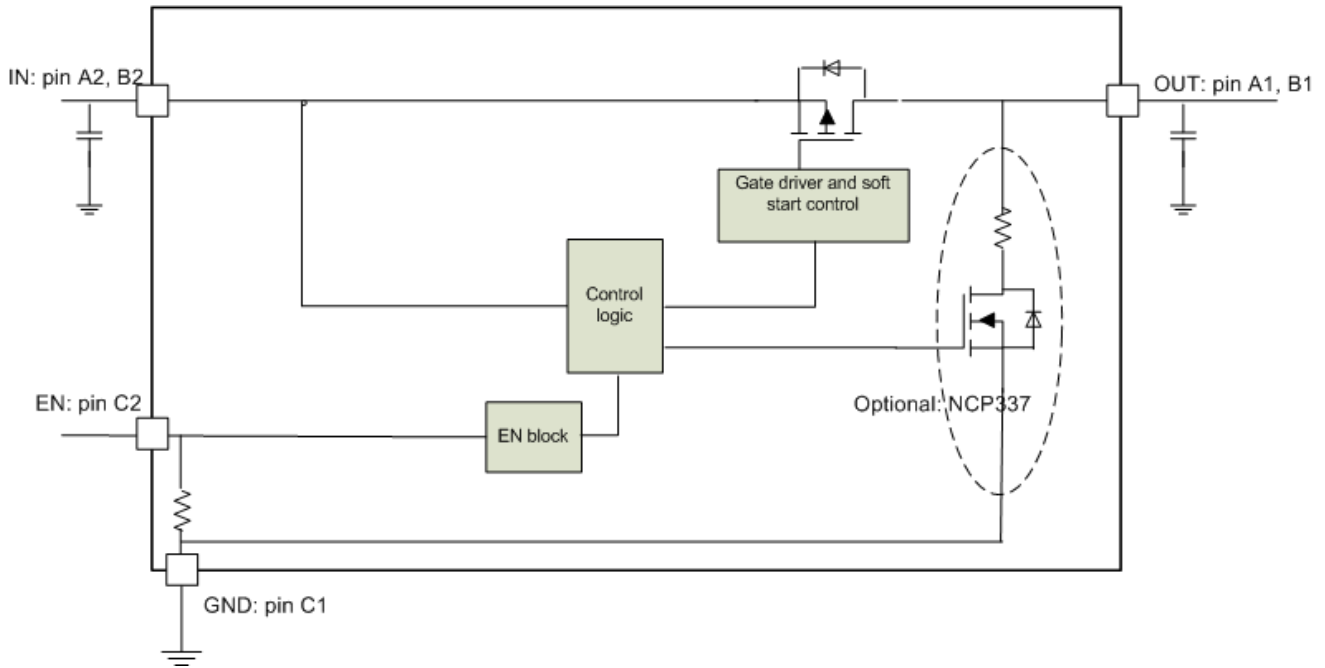 IN: pin A2, B2
OUT: pin A1, B1
Gate driver and soft
start control
Control
logic
EN: pin C2
Optional: NCP337
EN block
GND: pin C1